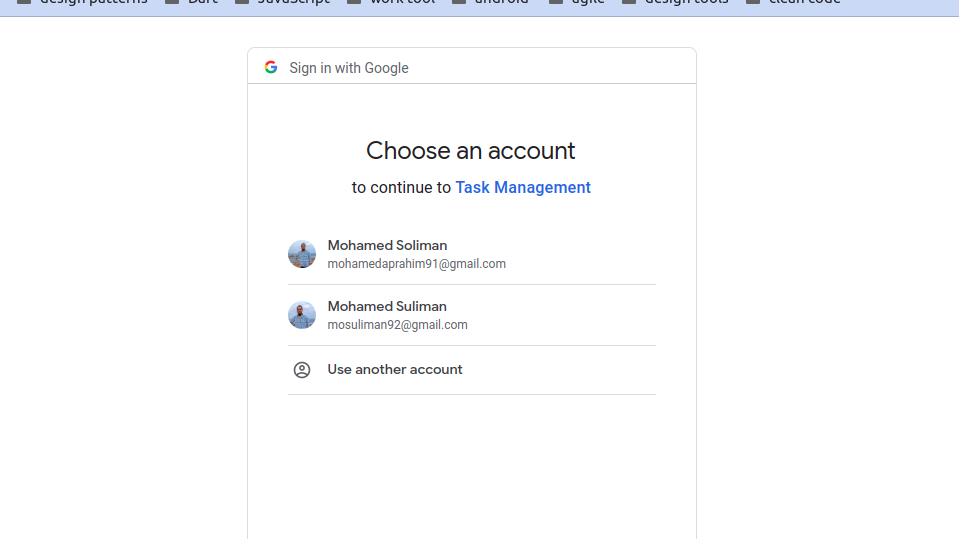 design patterns Dart JavaScript work tool android agile design tools clean code
Sign in with Google
Choose an account
to continue to Task Management
Mohamed Soliman
mohamedaprahim91@gmail.com
Mohamed Suliman
mosuliman92@gmail.com
Use another account